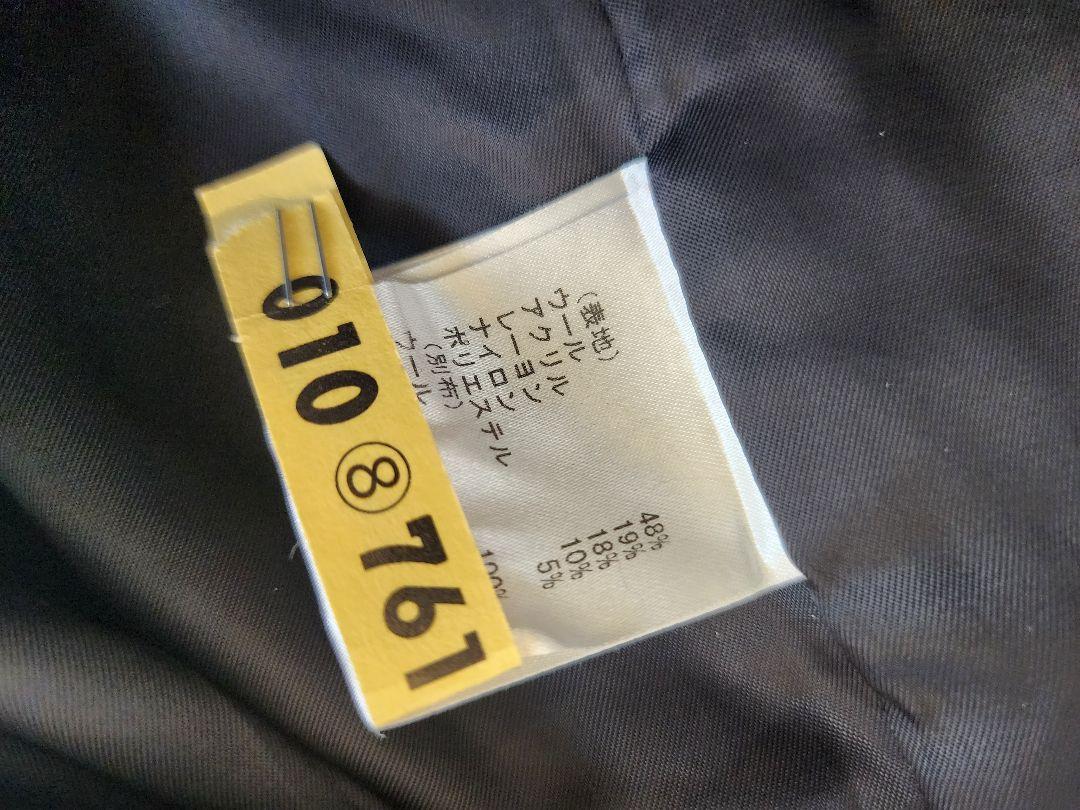 (表地)
ウール 48%
アクリル 19%
レーヨン 18%
ナイロン 10%
ポリエステル 5%
(別布)
ウール 100%
010⑧761